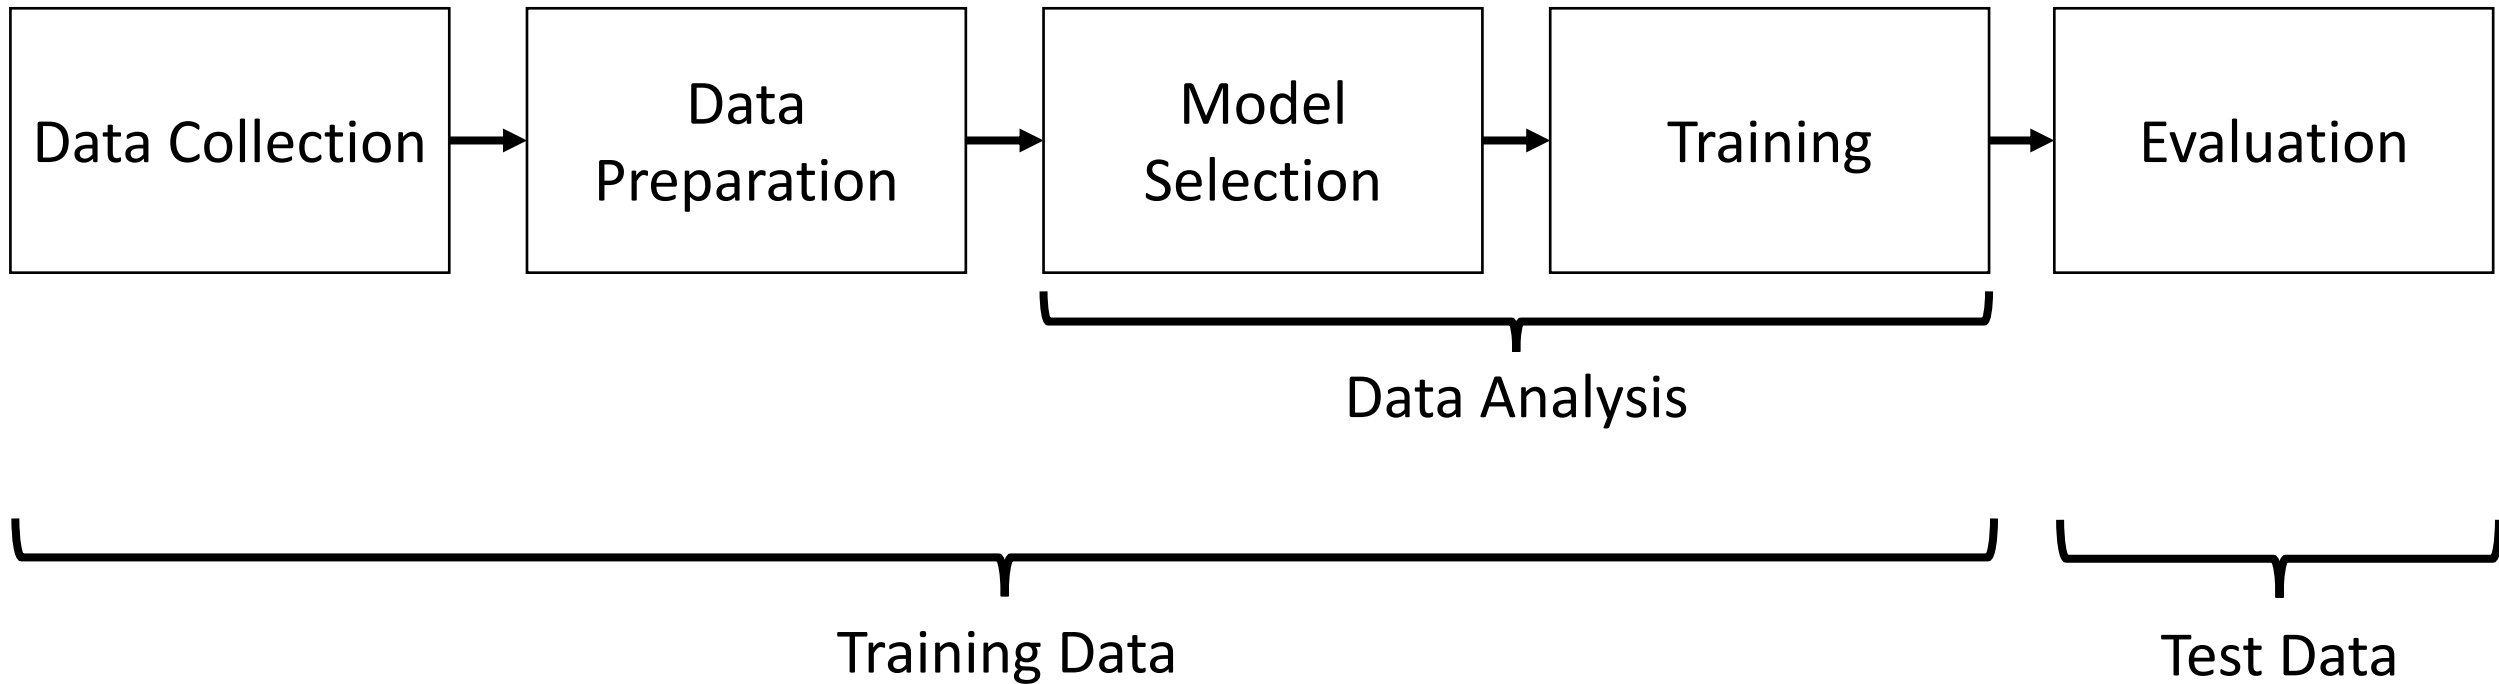 Data Collection
Data
Preparation
Model
Selection
Training
Evaluation
Data Analysis
Training Data
Test Data